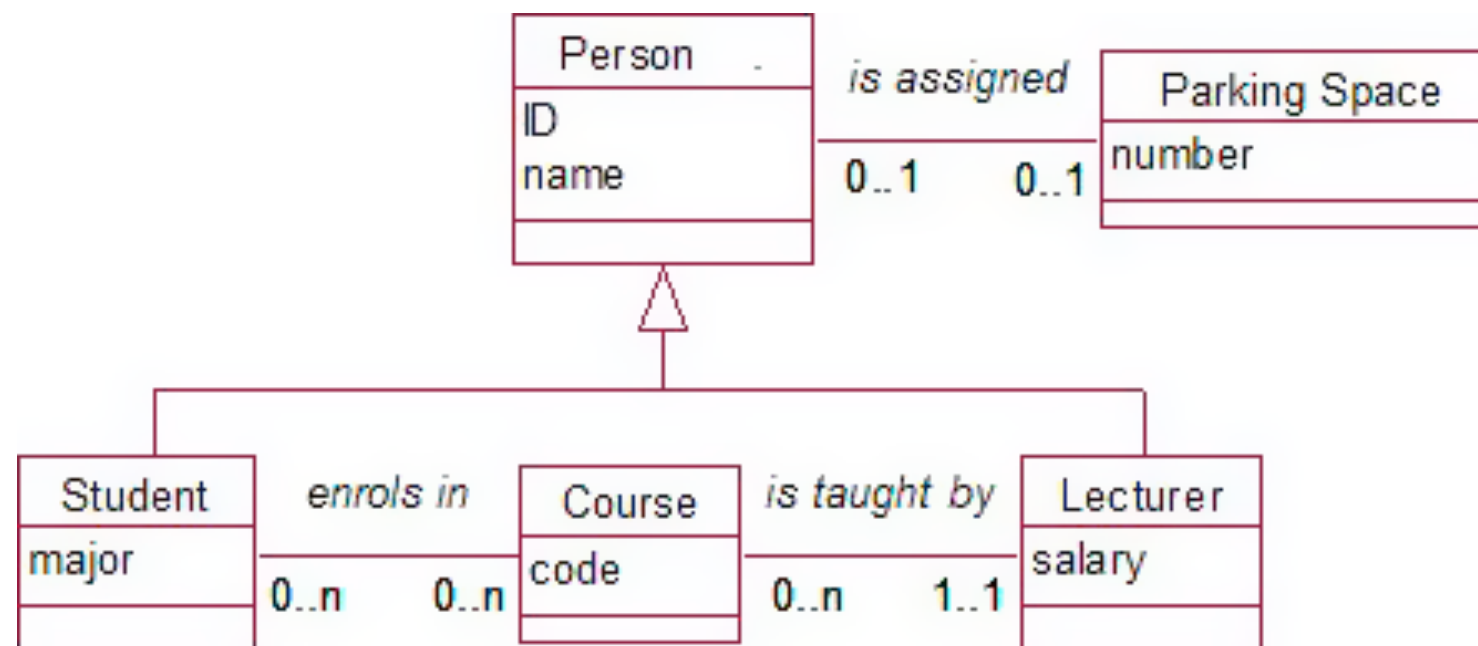 Person
ID
name
is assigned
0..1
0..1
Parking Space
number
Student
major
enrols in
0..n
0..n
Course
code
is taught by
0..n
1..1
Lecturer
salary